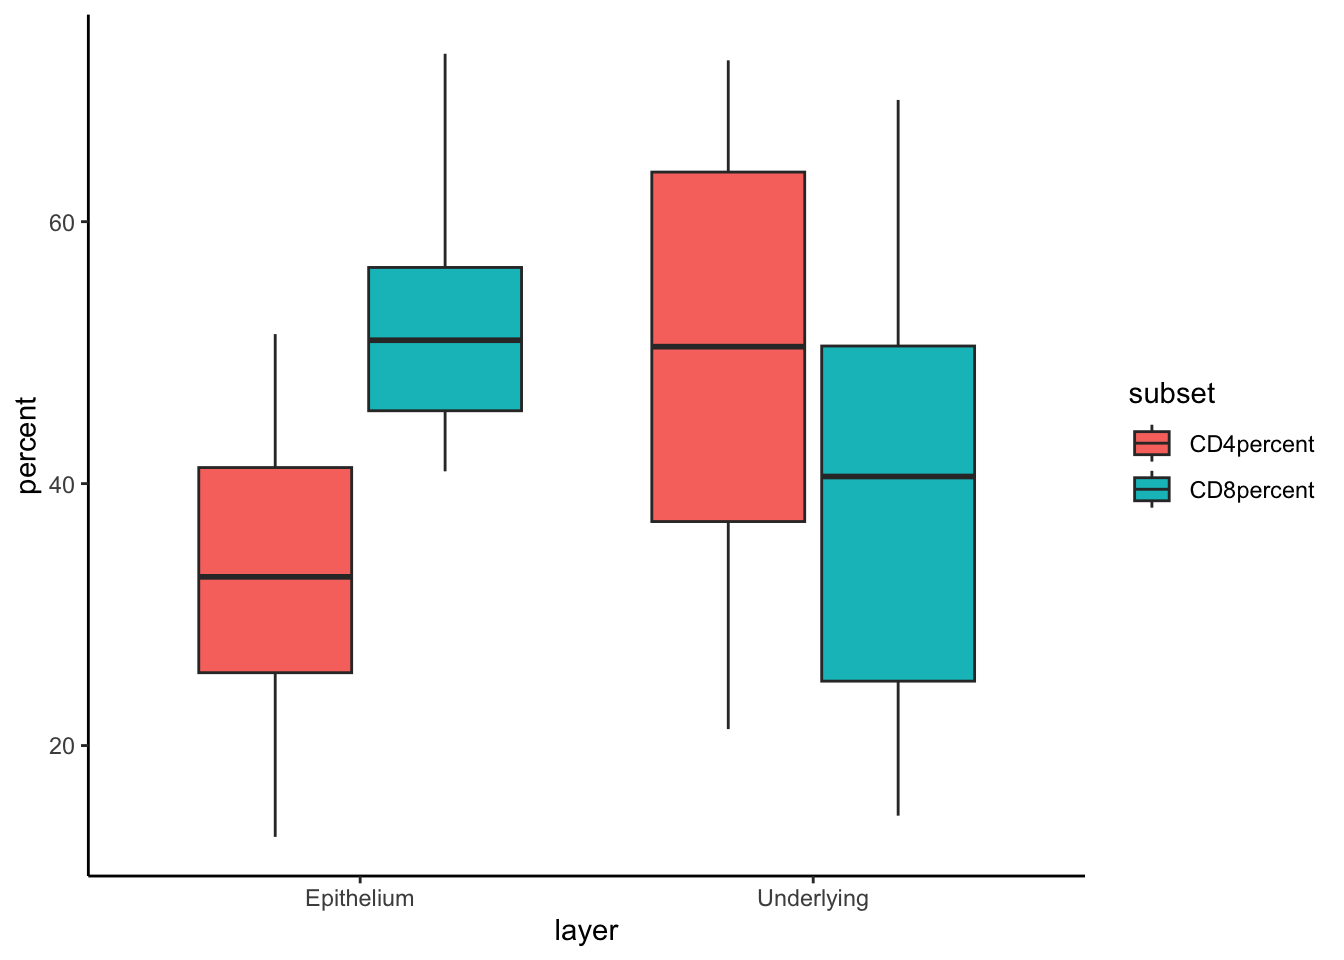 percent
60
40
20
Epithelium
Underlying
layer
subset
CD4percent
CD8percent